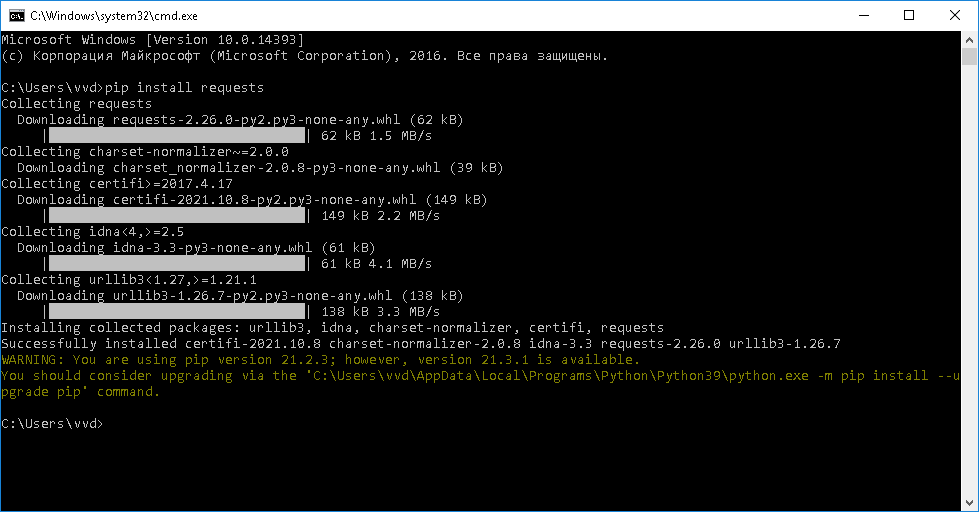 C:\Windows\system32\cmd.exe
Microsoft Windows [Version 10.0.14393]
(c) Корпорация Майкрософт (Microsoft Corporation), 2016. Все права защищены.
C:\Users\vvd>pip install requests
Collecting requests
  Downloading requests-2.26.0-py2.py3-none-any.whl (62 kB)
     |████████████████████████████████| 62 kB 1.5 MB/s
Collecting charset-normalizer~=2.0.0
  Downloading charset_normalizer-2.0.8-py3-none-any.whl (39 kB)
Collecting certifi>=2017.4.17
  Downloading certifi-2021.10.8-py2.py3-none-any.whl (149 kB)
     |████████████████████████████████| 149 kB 2.2 MB/s
Collecting idna<4,>=2.5
  Downloading idna-3.3-py3-none-any.whl (61 kB)
     |████████████████████████████████| 61 kB 4.1 MB/s
Collecting urllib3<1.27,>=1.21.1
  Downloading urllib3-1.26.7-py2.py3-none-any.whl (138 kB)
     |████████████████████████████████| 138 kB 3.3 MB/s
Installing collected packages: urllib3, idna, charset-normalizer, certifi, requests
Successfully installed certifi-2021.10.8 charset-normalizer-2.0.8 idna-3.3 requests-2.26.0 urllib3-1.26.7
WARNING: You are using pip version 21.2.3; however, version 21.3.1 is available.
You should consider upgrading via the 'C:\Users\vvd\AppData\Local\Programs\Python\Python39\python.exe -m pip install --u
pgrade pip' command.
C:\Users\vvd>